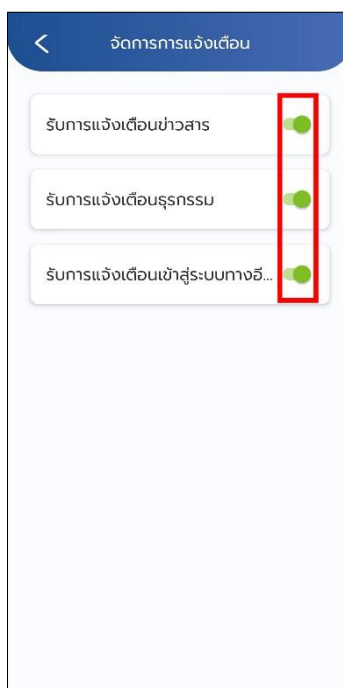 จัดการการแจ้งเตือน
รับการแจ้งเตือนข่าวสาร
รับการแจ้งเตือนธุรกรรม
รับการแจ้งเตือนเข้าสู่ระบบทางอี...